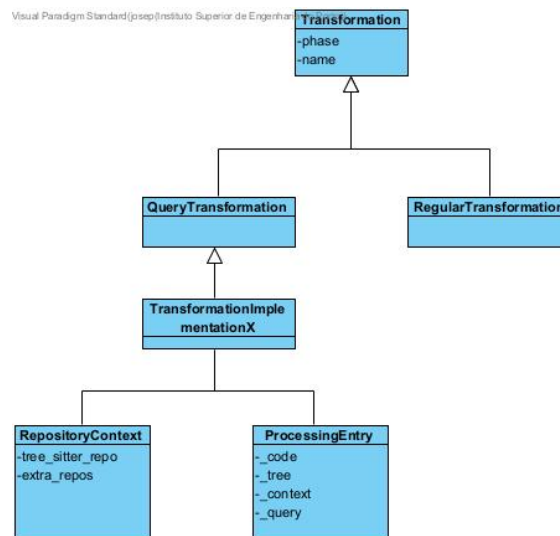 Visual Paradigm Standard(josep(Instituto Superior de Engenharia
Transformation
-phase
-name
QueryTransformation
RegularTransformation
TransformationImple
mentationX
RepositoryContext
-tree_sitter_repo
-extra_repos
ProcessingEntry
-_code
-_tree
-_context
-_query